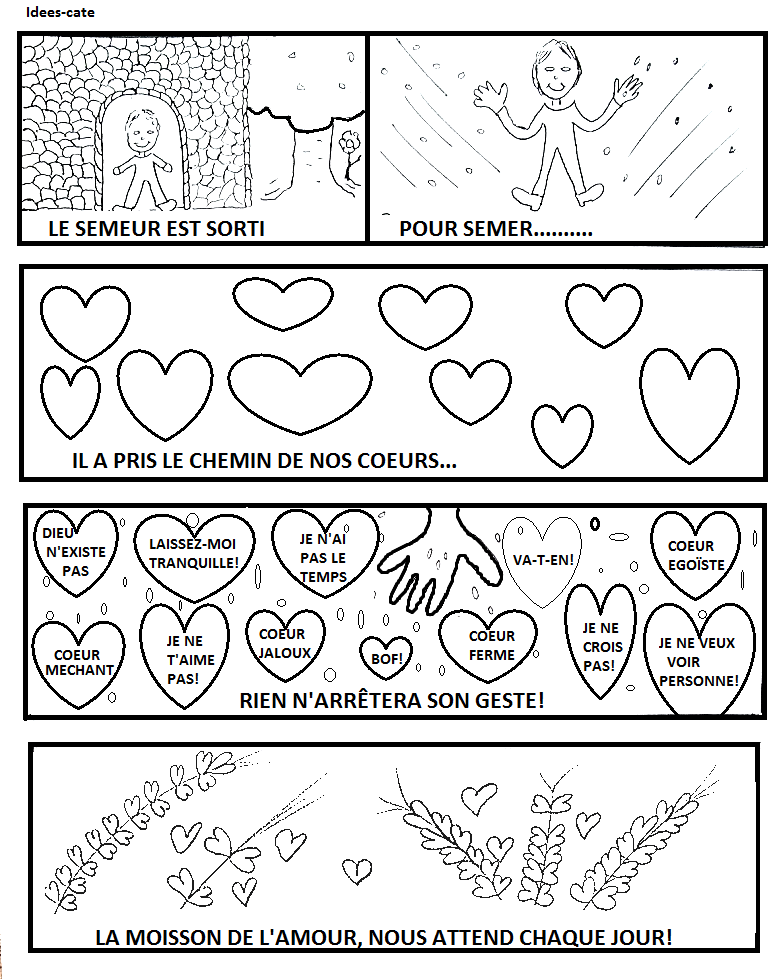 Idees-cate
LE SEMEUR EST SORTI
POUR SEMER..........
IL A PRIS LE CHEMIN DE NOS COEURS...
DIEU
N'EXISTE
PAS
LAISSEZ-MOI
TRANQUILLE!
JE N'AI
PAS LE
TEMPS
VA-T-EN!
COEUR
EGOÏSTE
COEUR
MECHANT
JE NE
T'AIME
PAS!
COEUR
JALOUX
BOF!
COEUR
FERME
JE NE
CROIS
PAS!
JE NE VEUX
VOIR
PERSONNE!
RIEN N'ARRÊTERA SON GESTE!
LA MOISSON DE L'AMOUR, NOUS ATTEND CHAQUE JOUR!